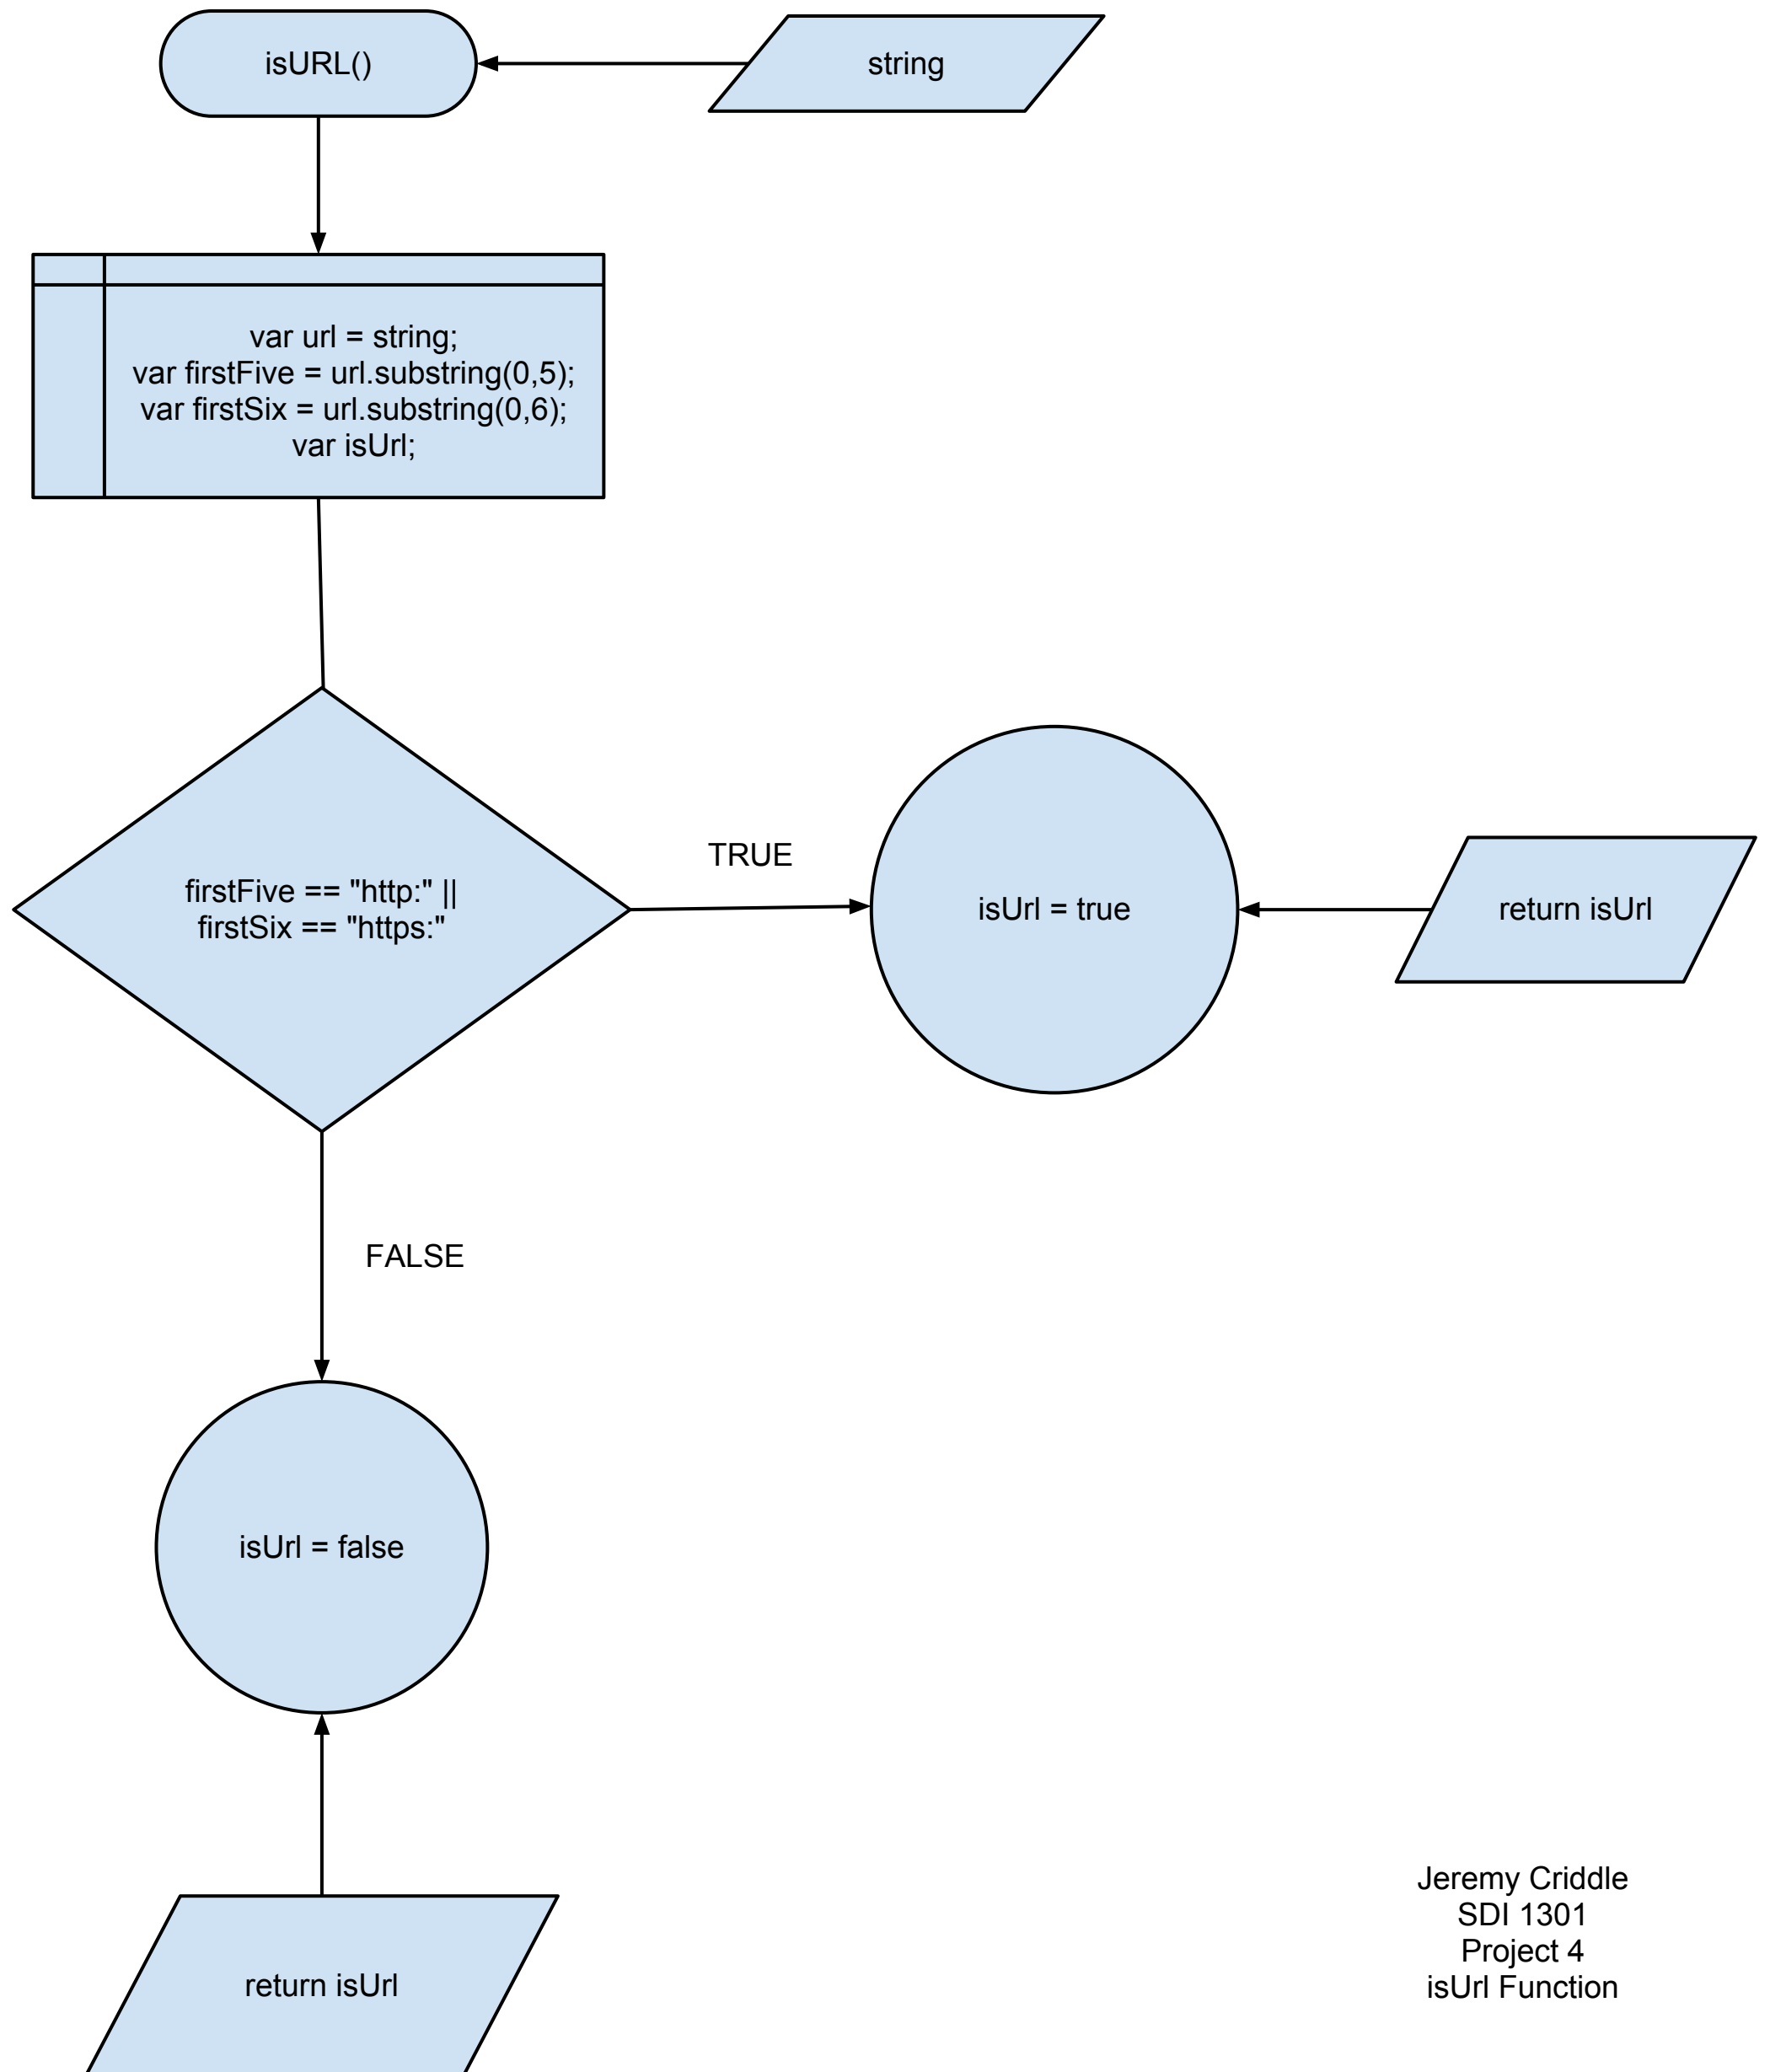 isURL()
string
var url = string;
var firstFive = url.substring(0,5);
var firstSix = url.substring(0,6);
var isUrl;
firstFive == "http:" ||
firstSix == "https:"
TRUE
isUrl = true
return isUrl
FALSE
isUrl = false
return isUrl
Jeremy Criddle
SDI 1301
Project 4
isUrl Function